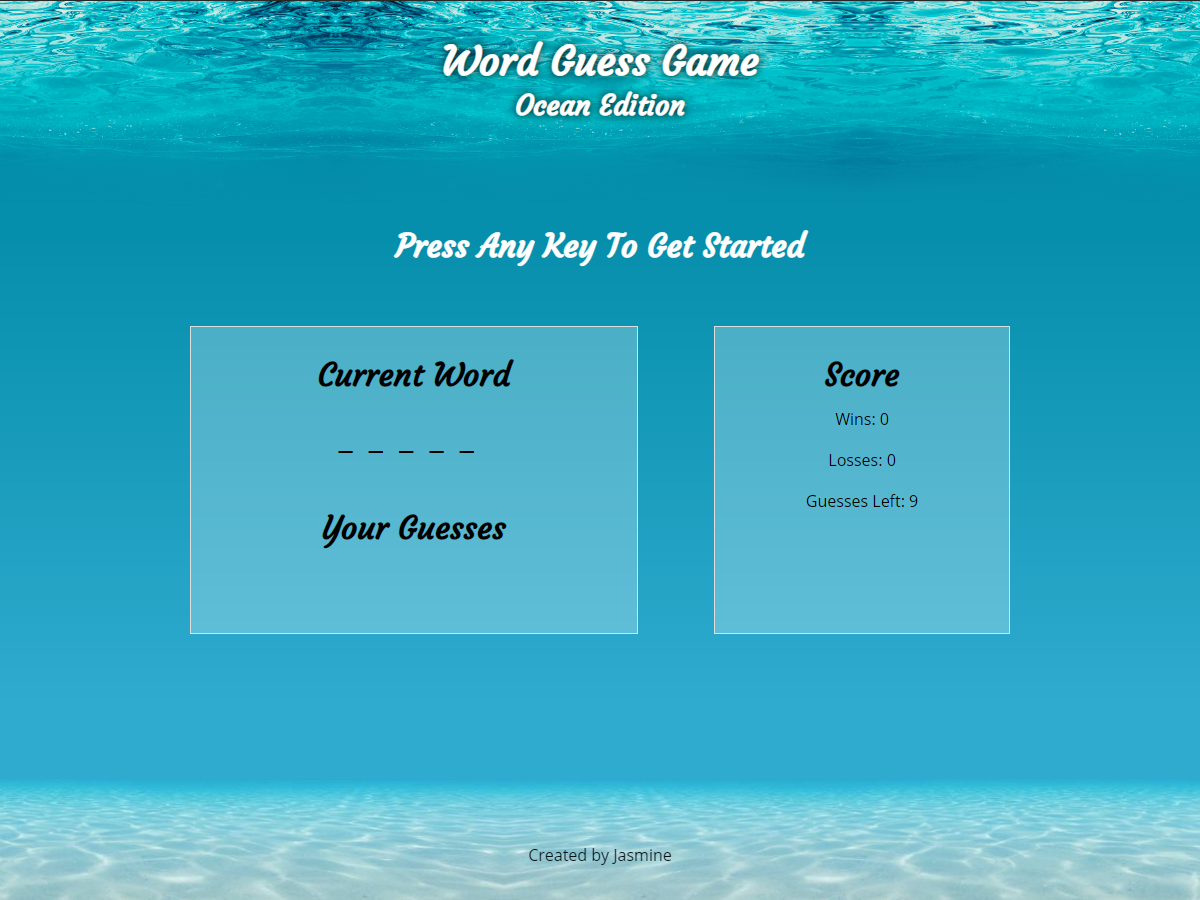 Word Guess Game
Ocean Edition
Press Any Key To Get Started
Current Word
_ _ _ _ _
Your Guesses
Score
Wins: 0
Losses: 0
Guesses Left: 9
Created by Jasmine